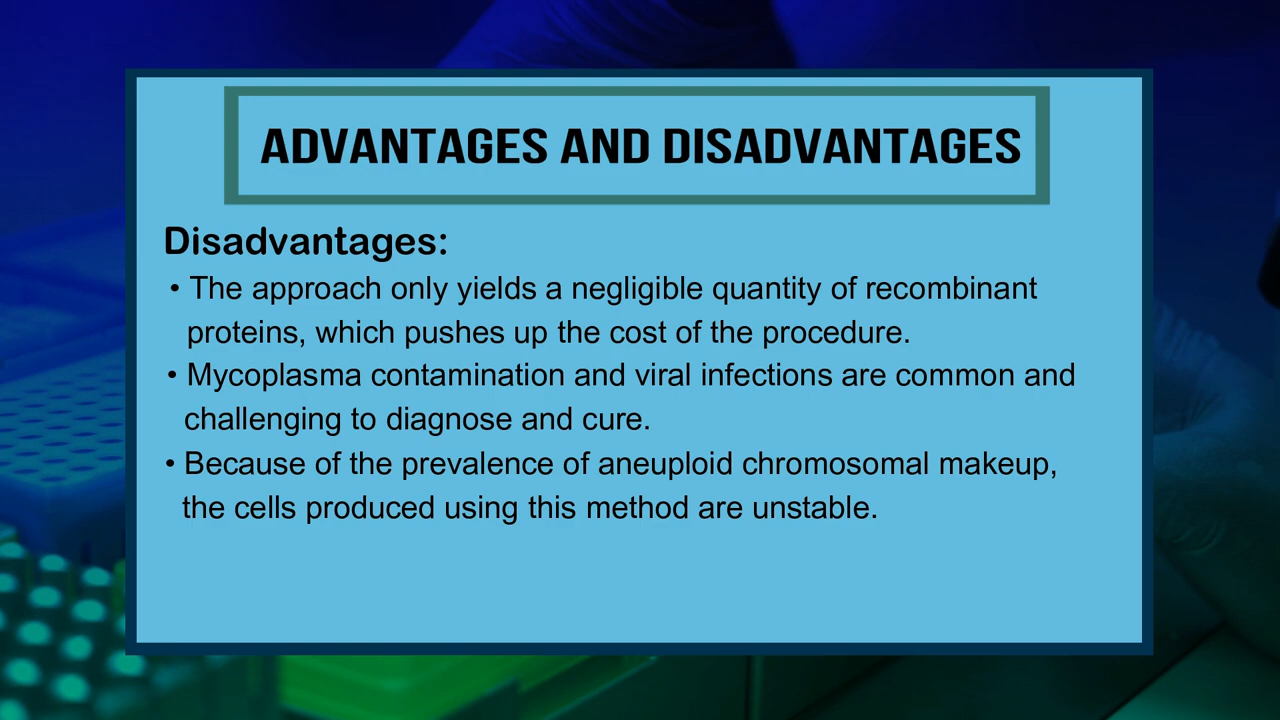 ADVANTAGES AND DISADVANTAGES
Disadvantages:
• The approach only yields a negligible quantity of recombinant
proteins, which pushes up the cost of the procedure.
• Mycoplasma contamination and viral infections are common and
challenging to diagnose and cure.
• Because of the prevalence of aneuploid chromosomal makeup,
the cells produced using this method are unstable.